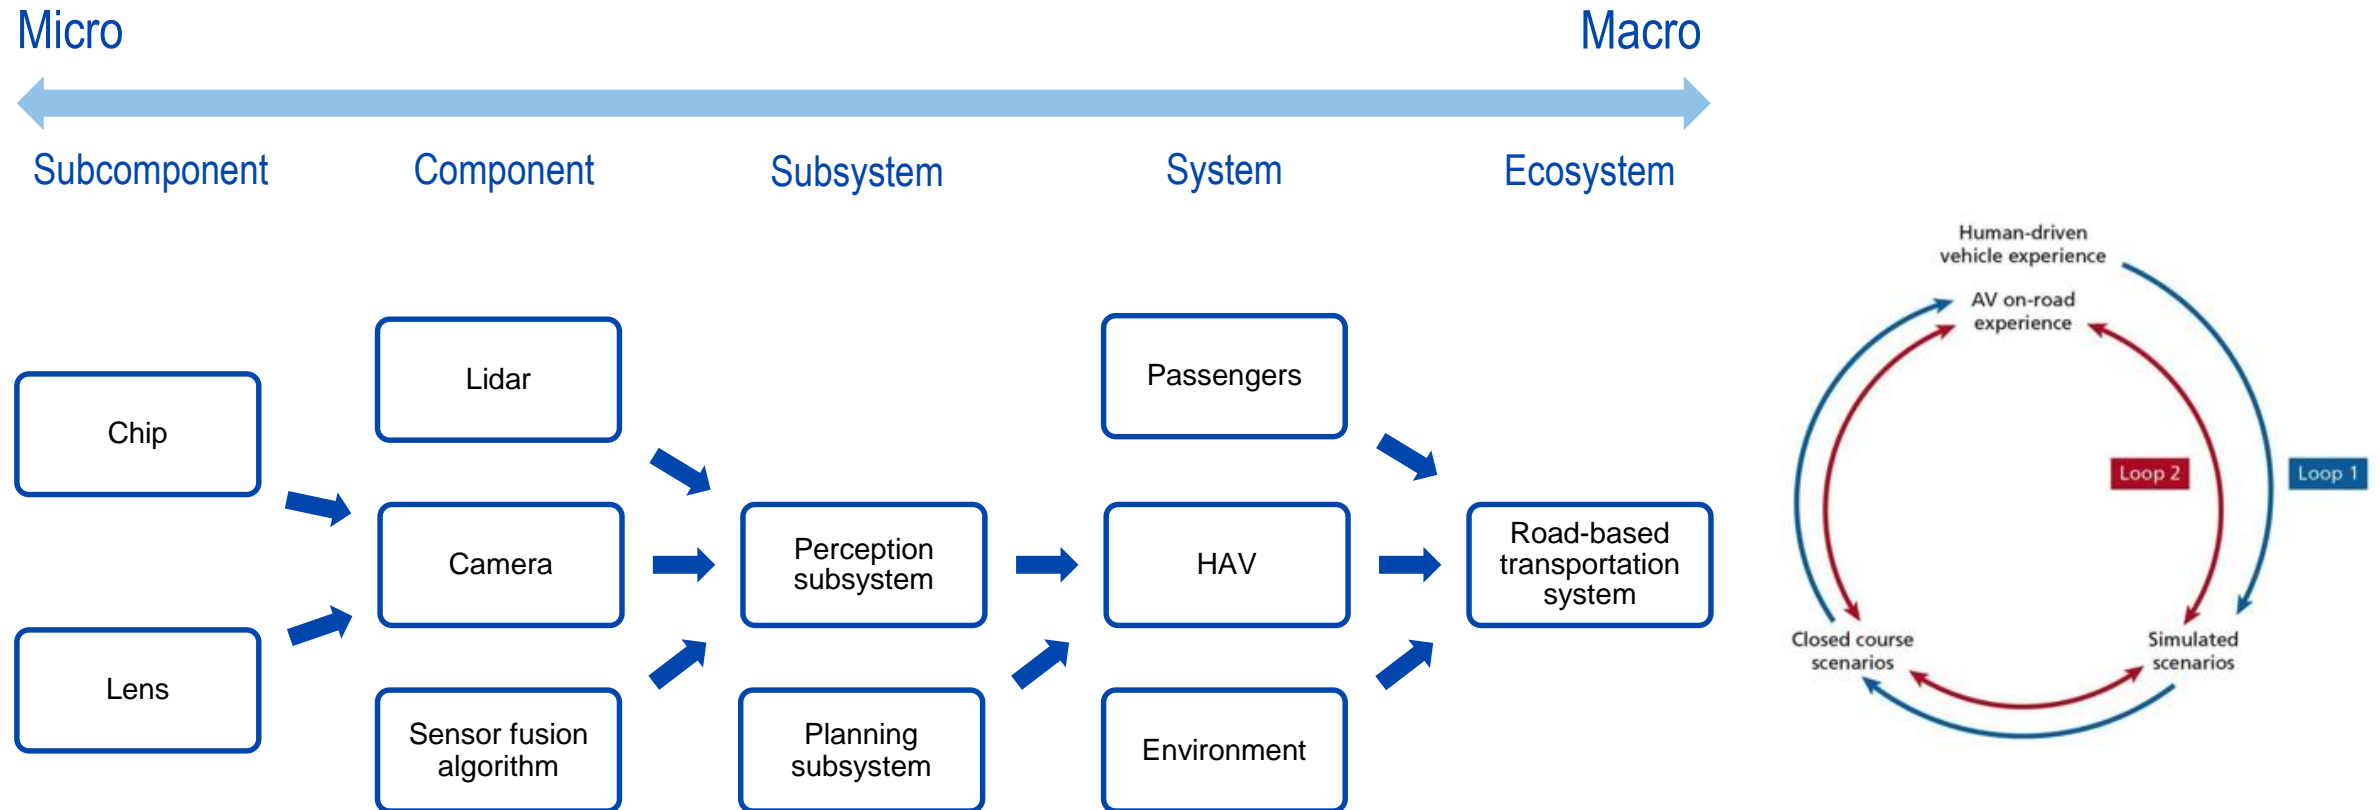 Micro
Macro
Subcomponent
Component
Subsystem
System
Ecosystem
Chip
Lens
Lidar
Camera
Sensor fusion
algorithm
Perception
subsystem
Planning
subsystem
Passengers
HAV
Environment
Road-based
transportation
system
Human-driven
vehicle experience
AV on-road
experience
Loop 2
Loop 1
Closed course
scenarios
Simulated
scenarios